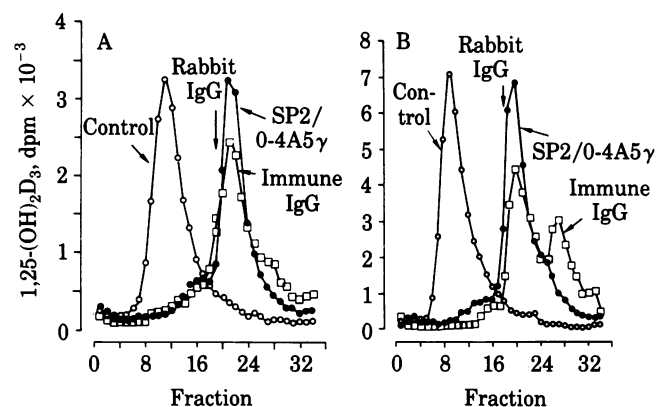 A
B
1,25-(OH)₂D₃, dpm × 10⁻³
4
3
2
1
0
Control
Rabbit
IgG
SP2/
0-4A5γ
Immune
IgG
0 8 16 24 32
Fraction
8
7
6
5
4
3
2
1
0
Con-
trol
Rabbit
IgG
SP2/0-4A5γ
Immune
IgG
0 8 16 24 32
Fraction